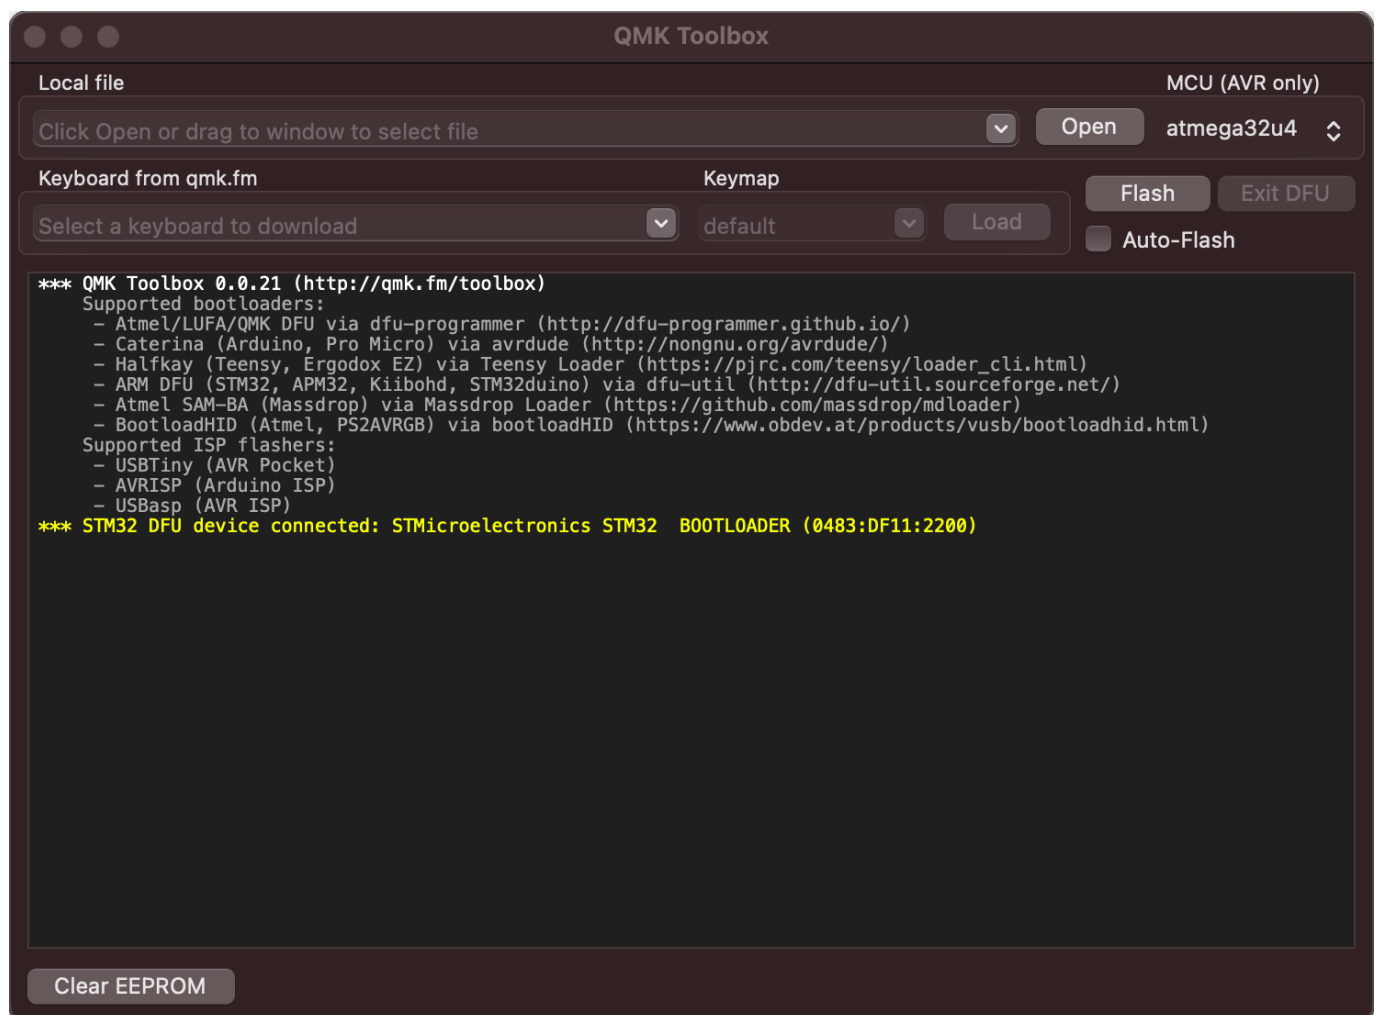 QMK Toolbox
Local file
MCU (AVR only)
Click Open or drag to window to select file
Open
atmega32u4
Keyboard from qmk.fm
Keymap
Flash
Exit DFU
Select a keyboard to download
default
Load
Auto-Flash
*** QMK Toolbox 0.0.21 (http://qmk.fm/toolbox)
Supported bootloaders:
– Atmel/LUFA/QMK DFU via dfu–programmer (http://dfu–programmer.github.io/)
– Caterina (Arduino, Pro Micro) via avrdude (http://nongnu.org/avrdude/)
– Halfkay (Teensy, Ergodox EZ) via Teensy Loader (https://pjrc.com/teensy/loader_cli.html)
– ARM DFU (STM32, APM32, Kiibohd, STM32duino) via dfu–util (http://dfu–util.sourceforge.net/)
– Atmel SAM–BA (Massdrop) via Massdrop Loader (https://github.com/massdrop/mdloader)
– BootloadHID (Atmel, PS2AVRGB) via bootloadHID (https://www.obdev.at/products/vusb/bootloadhid.html)
Supported ISP flashers:
– USBTiny (AVR Pocket)
– AVRISP (Arduino ISP)
– USBasp (AVR ISP)
*** STM32 DFU device connected: STMicroelectronics STM32  BOOTLOADER (0483:DF11:2200)
Clear EEPROM